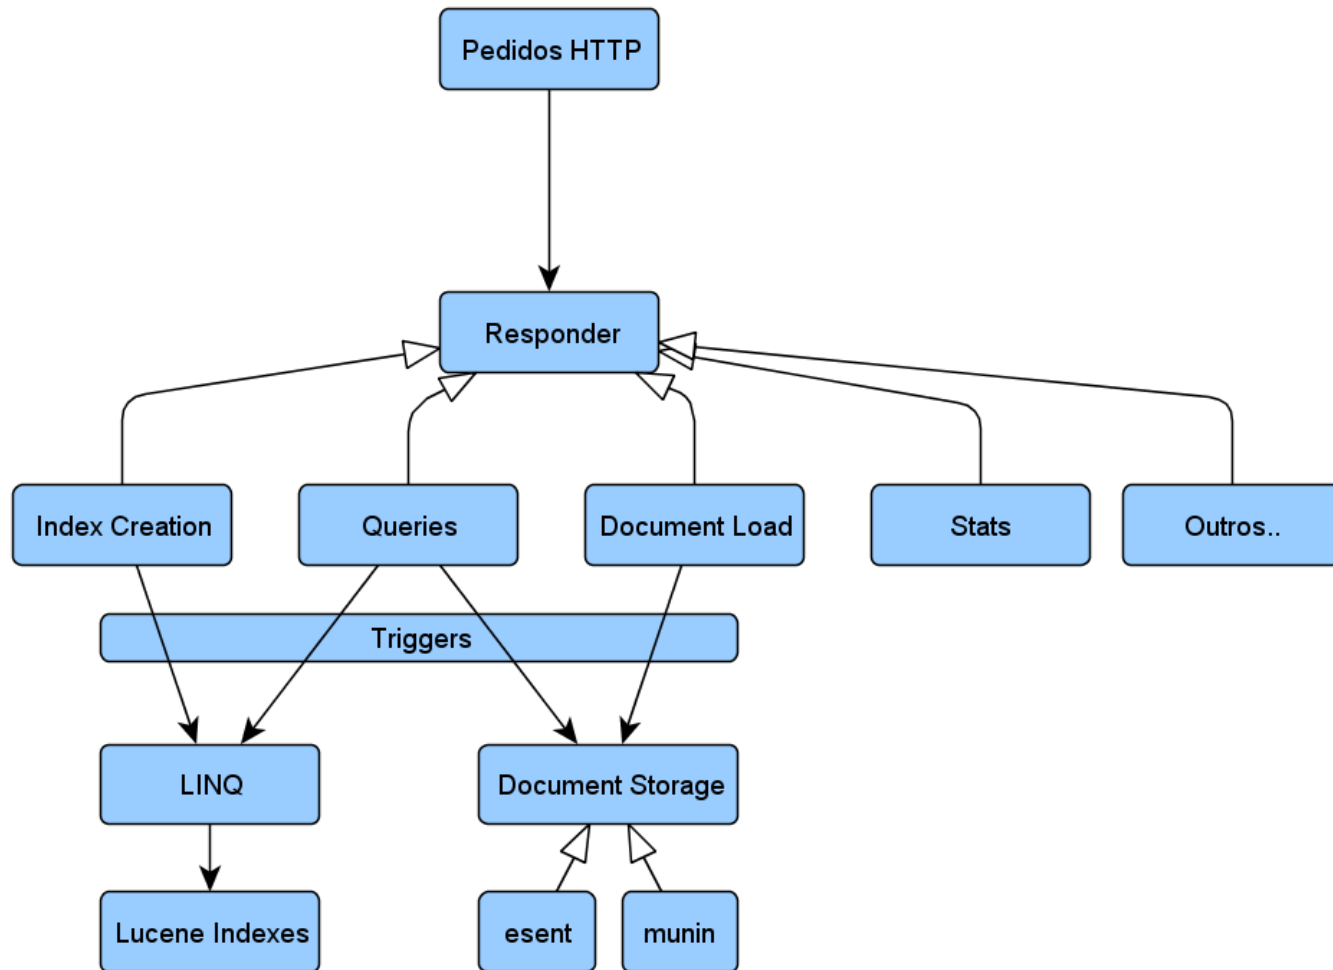 Pedidos HTTP
Responder
Index Creation
Queries
Document Load
Stats
Outros..
Triggers
LINQ
Document Storage
Lucene Indexes
esent
munin